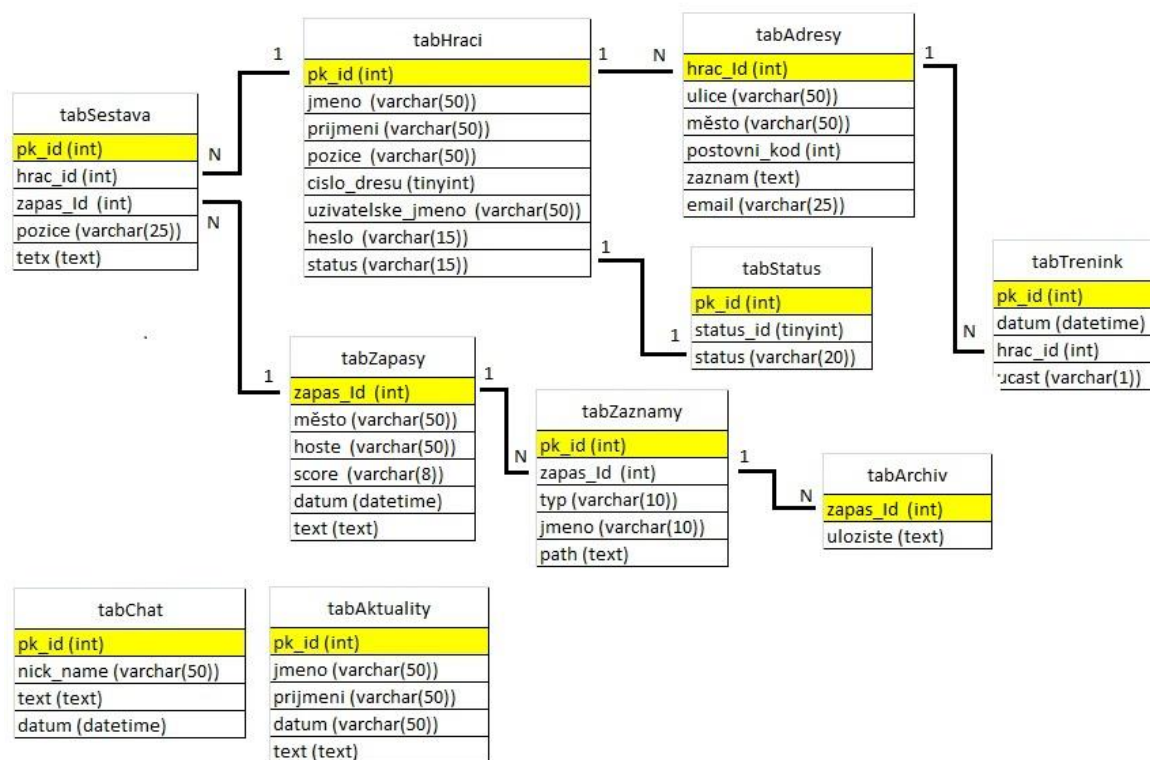 tabHraci
pk_id (int)
jmeno (varchar(50))
prijmeni (varchar(50))
pozice (varchar(50))
cislo_dresu (tinyint)
uzivatelske_jmeno (varchar(50))
heslo (varchar(15))
status (varchar(15))
tabAdresy
hrac_Id (int)
ulice (varchar(50))
město (varchar(50))
postovni_kod (int)
zaznam (text)
email (varchar(25))
tabSestava
pk_id (int)
hrac_id (int)
zapas_Id (int)
pozice (varchar(25))
tetx (text)
tabStatus
pk_id (int)
status_id (tinyint)
status (varchar(20))
tabTrenink
pk_id (int)
datum (datetime)
hrac_id (int)
ucast (varchar(1))
tabZapasy
zapas_Id (int)
město (varchar(50))
hoste (varchar(50))
score (varchar(8))
datum (datetime)
text (text)
tabZaznamy
pk_id (int)
zapas_Id (int)
typ (varchar(10))
jmeno (varchar(10))
path (text)
tabArchiv
zapas_Id (int)
uloziste (text)
tabChat
pk_id (int)
nick_name (varchar(50))
text (text)
datum (datetime)
tabAktuality
pk_id (int)
jmeno (varchar(50))
prijmeni (varchar(50))
datum (varchar(50))
text (text)
1
N
1
N
1
N
1
N
1
1
N
1
1
N
1
N